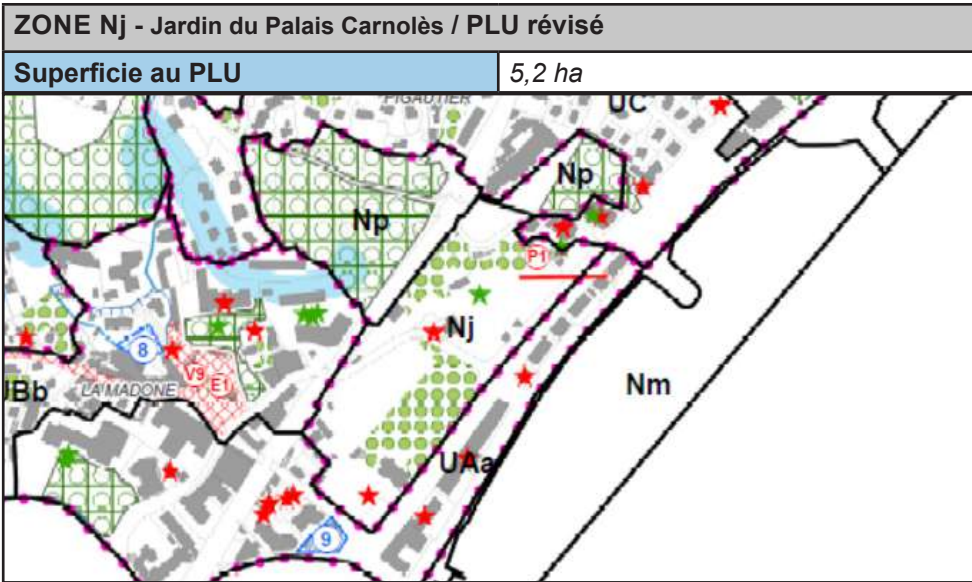 ZONE Nj - Jardin du Palais Carnolès / PLU révisé
Superficie au PLU 5,2 ha
PIGAUTIER
UC
Np
Np
P1
Nj
8
V9
E1
LA MADONE
JBb
Nm
UAa
9